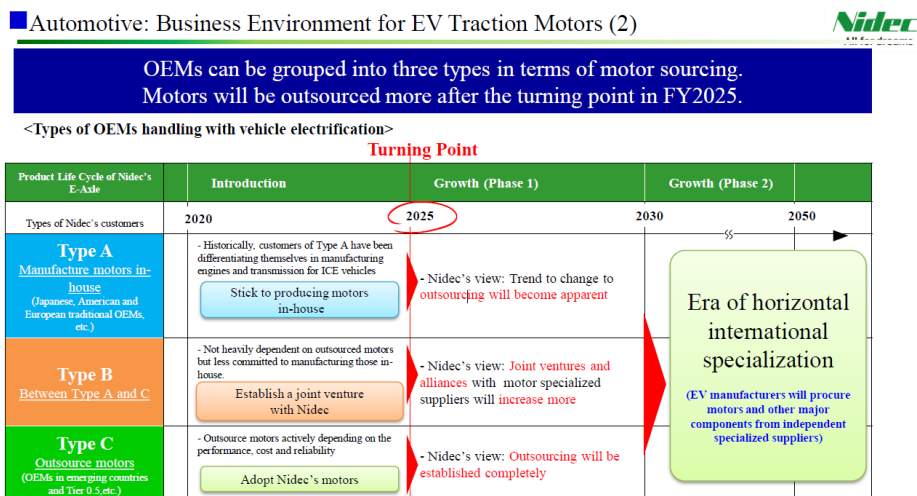 Automotive: Business Environment for EV Traction Motors (2)
Nidec
All for dreams
OEMs can be grouped into three types in terms of motor sourcing.
Motors will be outsourced more after the turning point in FY2025.
<Types of OEMs handling with vehicle electrification>
Turning Point
Product Life Cycle of Nidec's
E-Axle
Introduction
Growth (Phase 1)
Growth (Phase 2)
Types of Nidec's customers
2020
2025
2030
2050
Type A
Manufacture motors in-
house
(Japanese, American and
European traditional OEMs,
etc.)
- Historically, customers of Type A have been
differentiating themselves in manufacturing
engines and transmission for ICE vehicles
Stick to producing motors
in-house
- Nidec's view: Trend to change to
outsourcing will become apparent
Type B
Between Type A and C
- Not heavily dependent on outsourced motors
but less committed to manufacturing those in-
house.
Establish a joint venture
with Nidec
- Nidec's view: Joint ventures and
alliances with motor specialized
suppliers will increase more
Type C
Outsource motors
(OEMs in emerging countries
and Tier 0.5,etc.)
- Outsource motors actively depending on the
performance, cost and reliability
Adopt Nidec's motors
- Nidec's view: Outsourcing will be
established completely
Era of horizontal
international
specialization
(EV manufacturers will procure
motors and other major
components from independent
specialized suppliers)